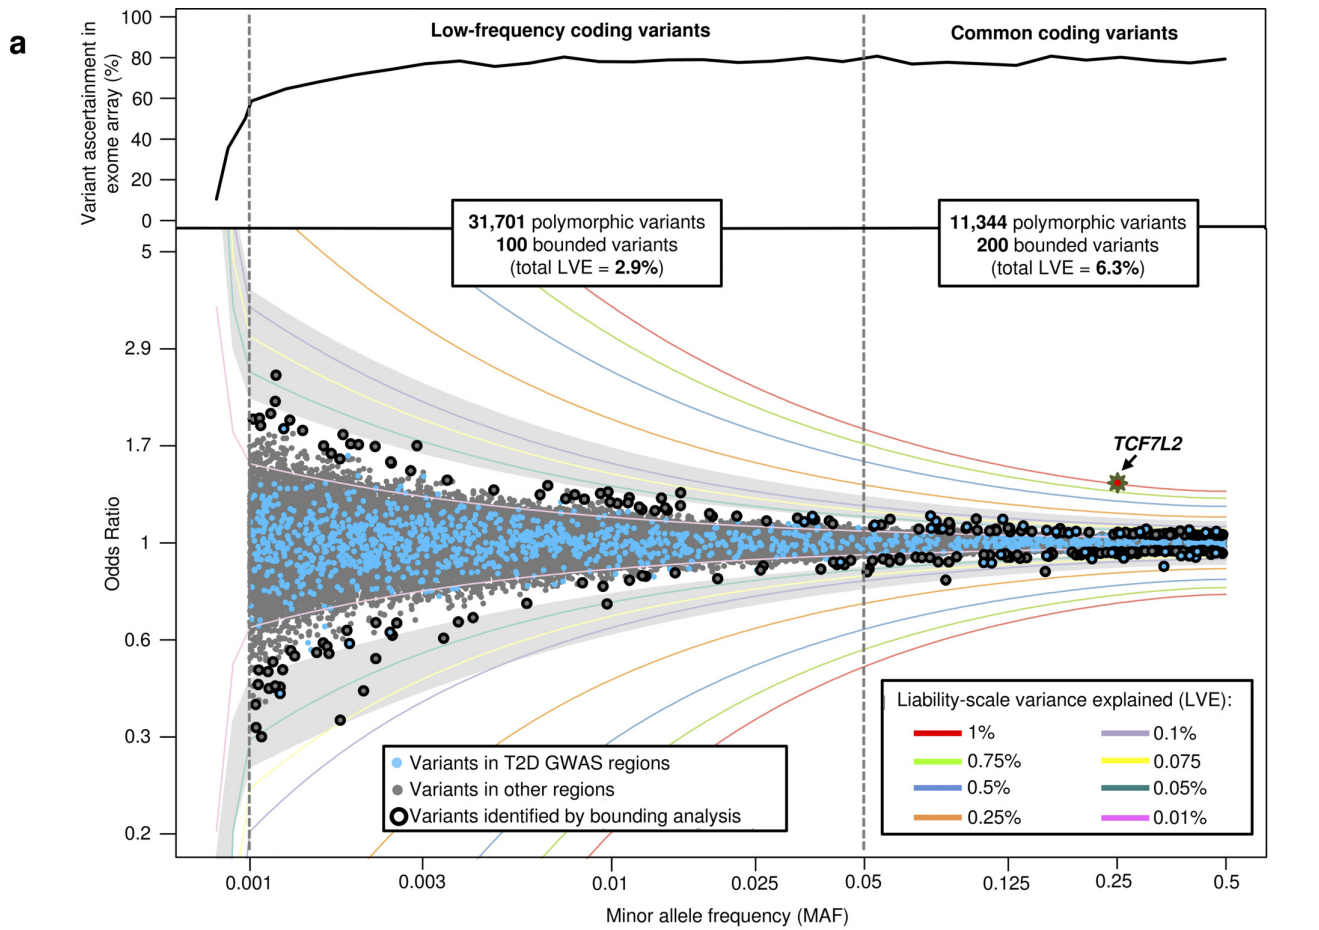 a
Variant ascertainment in
exome array (%)
100
80
60
40
20
0
Low-frequency coding variants
Common coding variants
31,701 polymorphic variants
100 bounded variants
(total LVE = 2.9%)
11,344 polymorphic variants
200 bounded variants
(total LVE = 6.3%)
Odds Ratio
5
2.9
1.7
1
0.6
0.3
0.2
TCF7L2
Variants in T2D GWAS regions
Variants in other regions
Variants identified by bounding analysis
Liability-scale variance explained (LVE):
1%
0.75%
0.5%
0.25%
0.1%
0.075
0.05%
0.01%
0.001
0.003
0.01
0.025
0.05
0.125
0.25
0.5
Minor allele frequency (MAF)